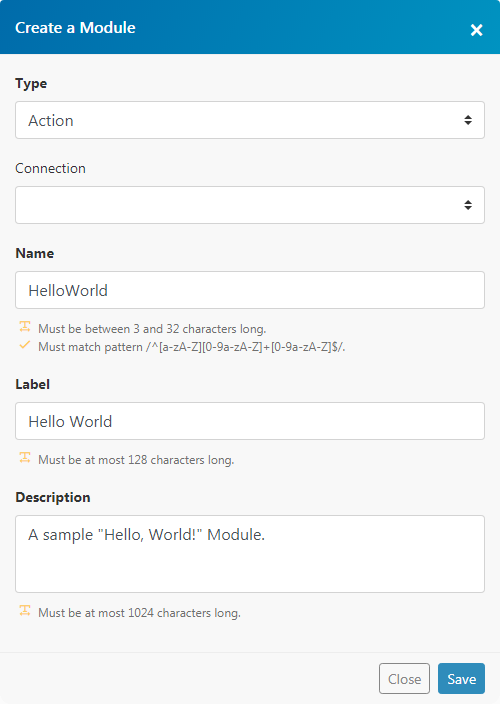 Create a Module
Type
Action
Connection
Name
HelloWorld
Must be between 3 and 32 characters long.
Must match pattern /^[a-zA-Z][0-9a-zA-Z]+[0-9a-zA-Z]$/.
Label
Hello World
Must be at most 128 characters long.
Description
A sample "Hello, World!" Module.
Must be at most 1024 characters long.
Close Save